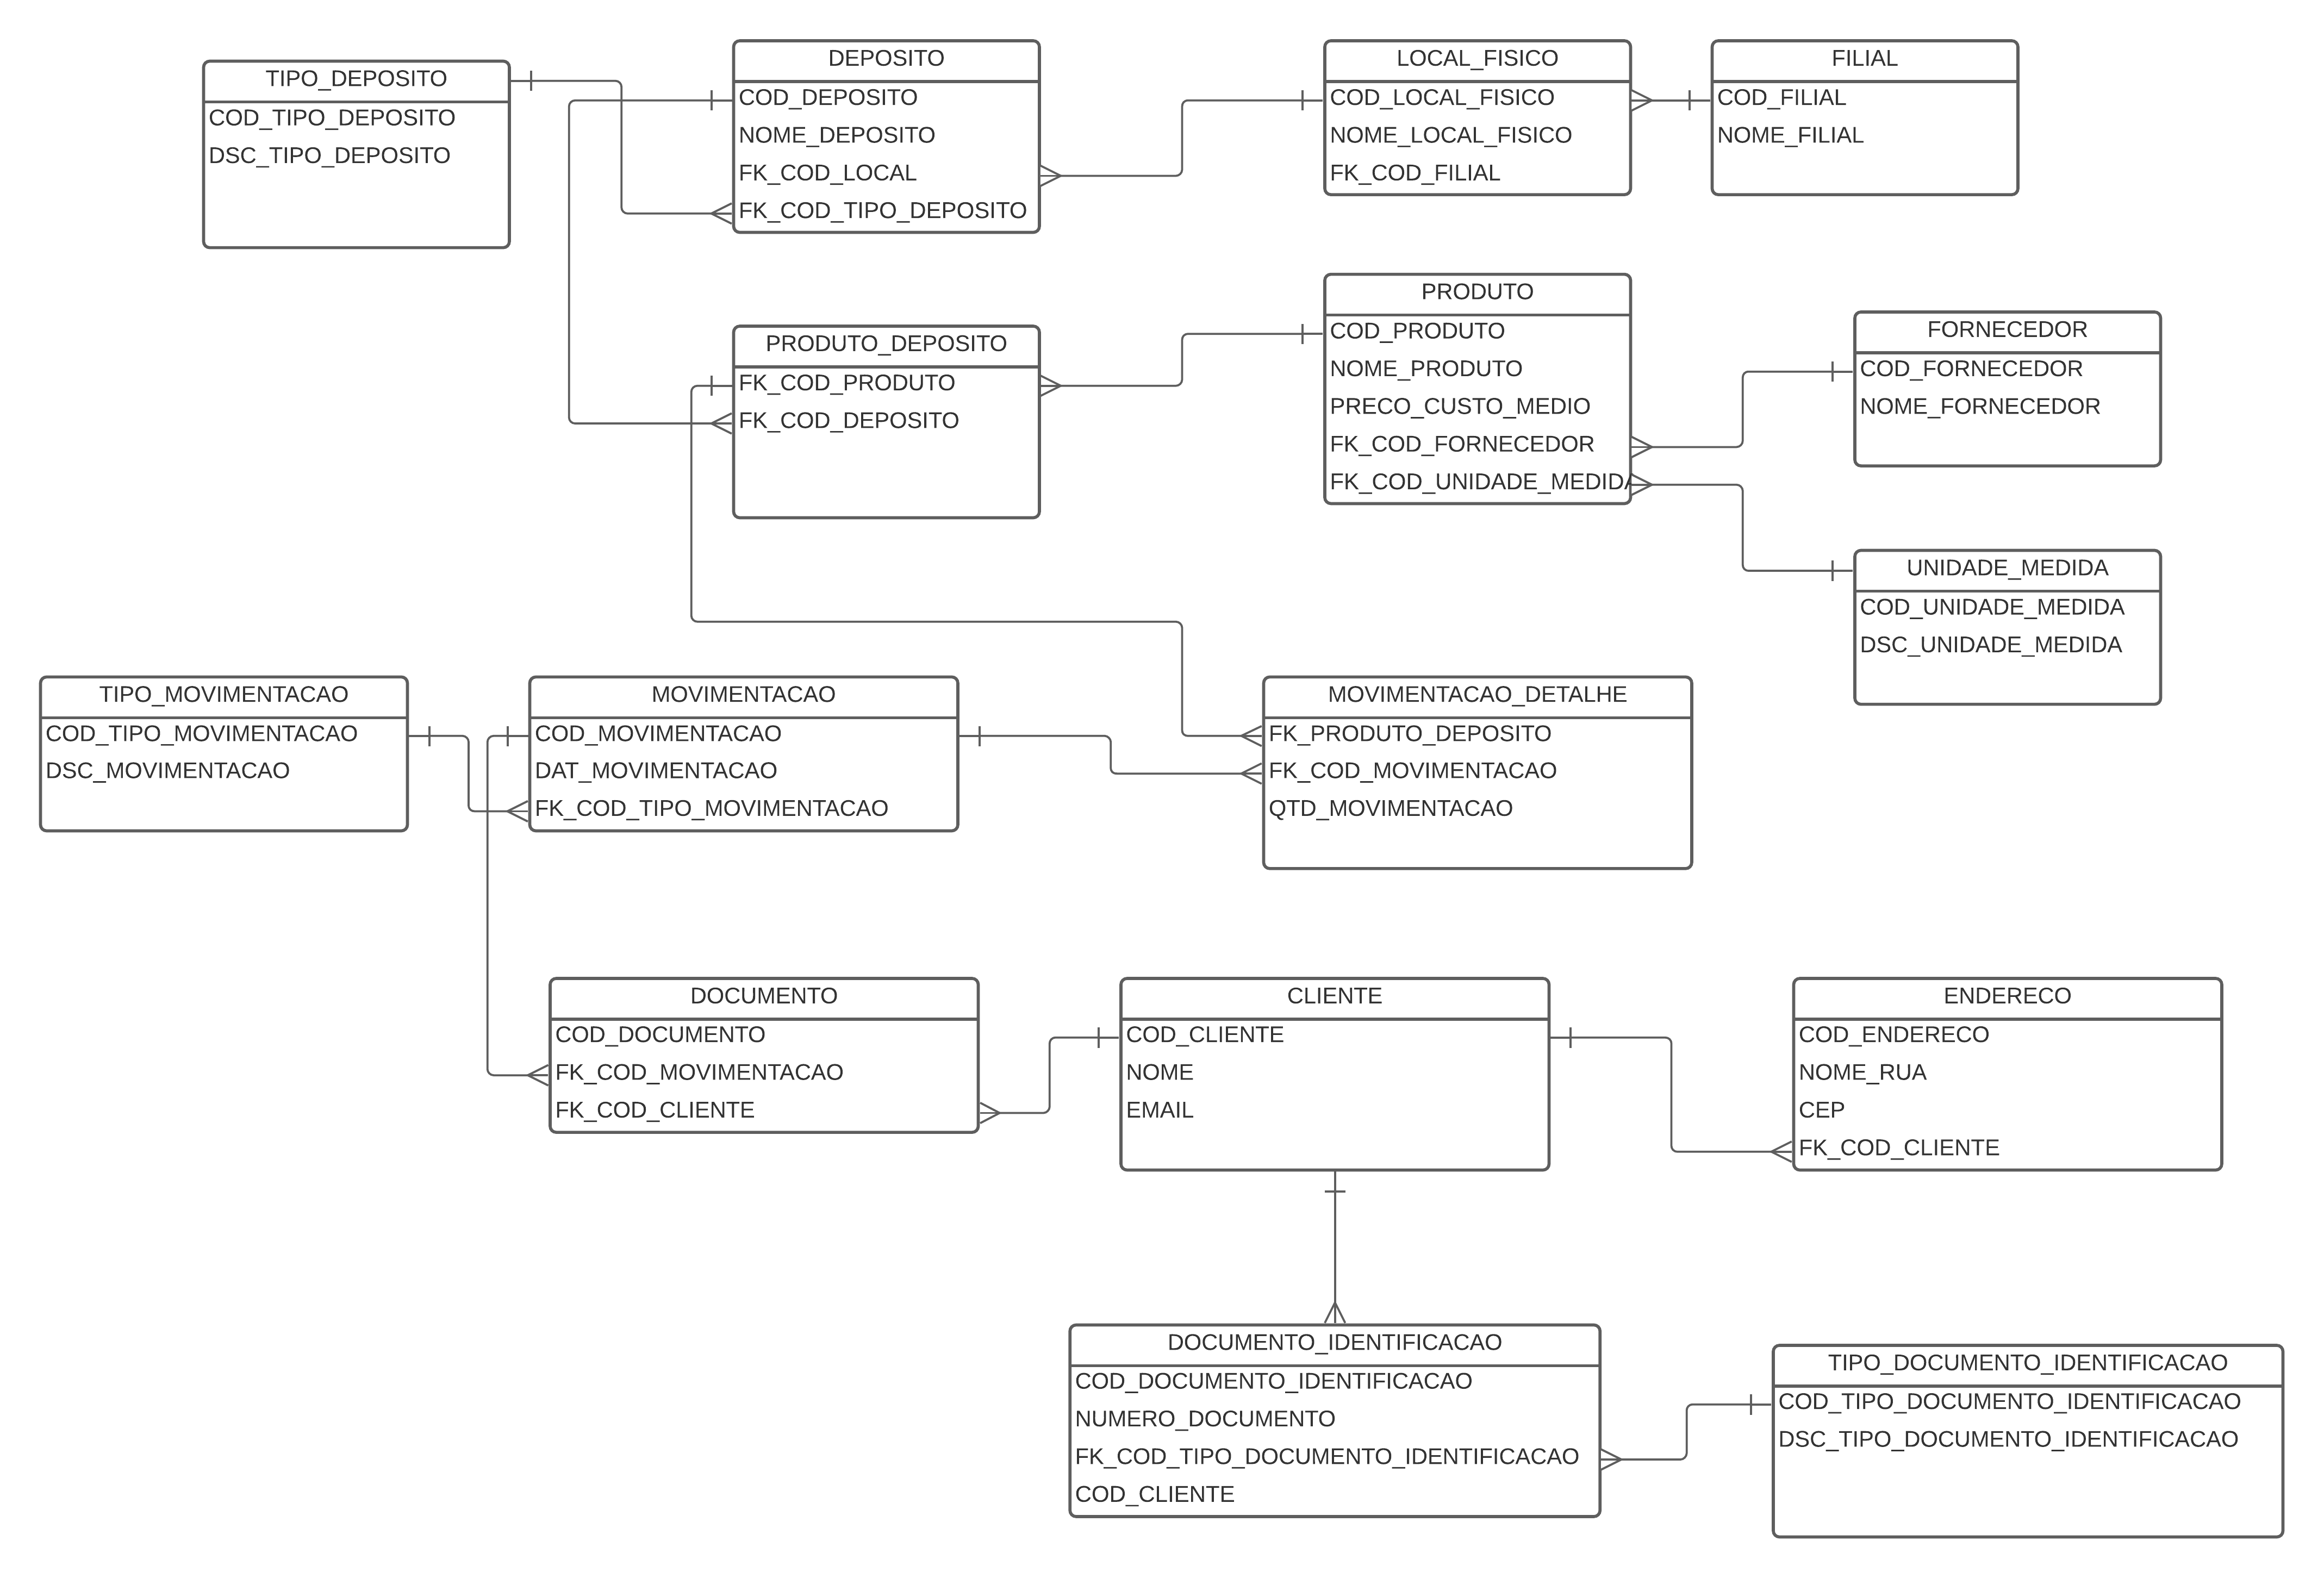 TIPO_DEPOSITO
COD_TIPO_DEPOSITO
DSC_TIPO_DEPOSITO
DEPOSITO
COD_DEPOSITO
NOME_DEPOSITO
FK_COD_LOCAL
FK_COD_TIPO_DEPOSITO
LOCAL_FISICO
COD_LOCAL_FISICO
NOME_LOCAL_FISICO
FK_COD_FILIAL
FILIAL
COD_FILIAL
NOME_FILIAL
PRODUTO_DEPOSITO
FK_COD_PRODUTO
FK_COD_DEPOSITO
PRODUTO
COD_PRODUTO
NOME_PRODUTO
PRECO_CUSTO_MEDIO
FK_COD_FORNECEDOR
FK_COD_UNIDADE_MEDIDA
FORNECEDOR
COD_FORNECEDOR
NOME_FORNECEDOR
UNIDADE_MEDIDA
COD_UNIDADE_MEDIDA
DSC_UNIDADE_MEDIDA
TIPO_MOVIMENTACAO
COD_TIPO_MOVIMENTACAO
DSC_MOVIMENTACAO
MOVIMENTACAO
COD_MOVIMENTACAO
DAT_MOVIMENTACAO
FK_COD_TIPO_MOVIMENTACAO
MOVIMENTACAO_DETALHE
FK_PRODUTO_DEPOSITO
FK_COD_MOVIMENTACAO
QTD_MOVIMENTACAO
DOCUMENTO
COD_DOCUMENTO
FK_COD_MOVIMENTACAO
FK_COD_CLIENTE
CLIENTE
COD_CLIENTE
NOME
EMAIL
ENDERECO
COD_ENDERECO
NOME_RUA
CEP
FK_COD_CLIENTE
DOCUMENTO_IDENTIFICACAO
COD_DOCUMENTO_IDENTIFICACAO
NUMERO_DOCUMENTO
FK_COD_TIPO_DOCUMENTO_IDENTIFICACAO
COD_CLIENTE
TIPO_DOCUMENTO_IDENTIFICACAO
COD_TIPO_DOCUMENTO_IDENTIFICACAO
DSC_TIPO_DOCUMENTO_IDENTIFICACAO